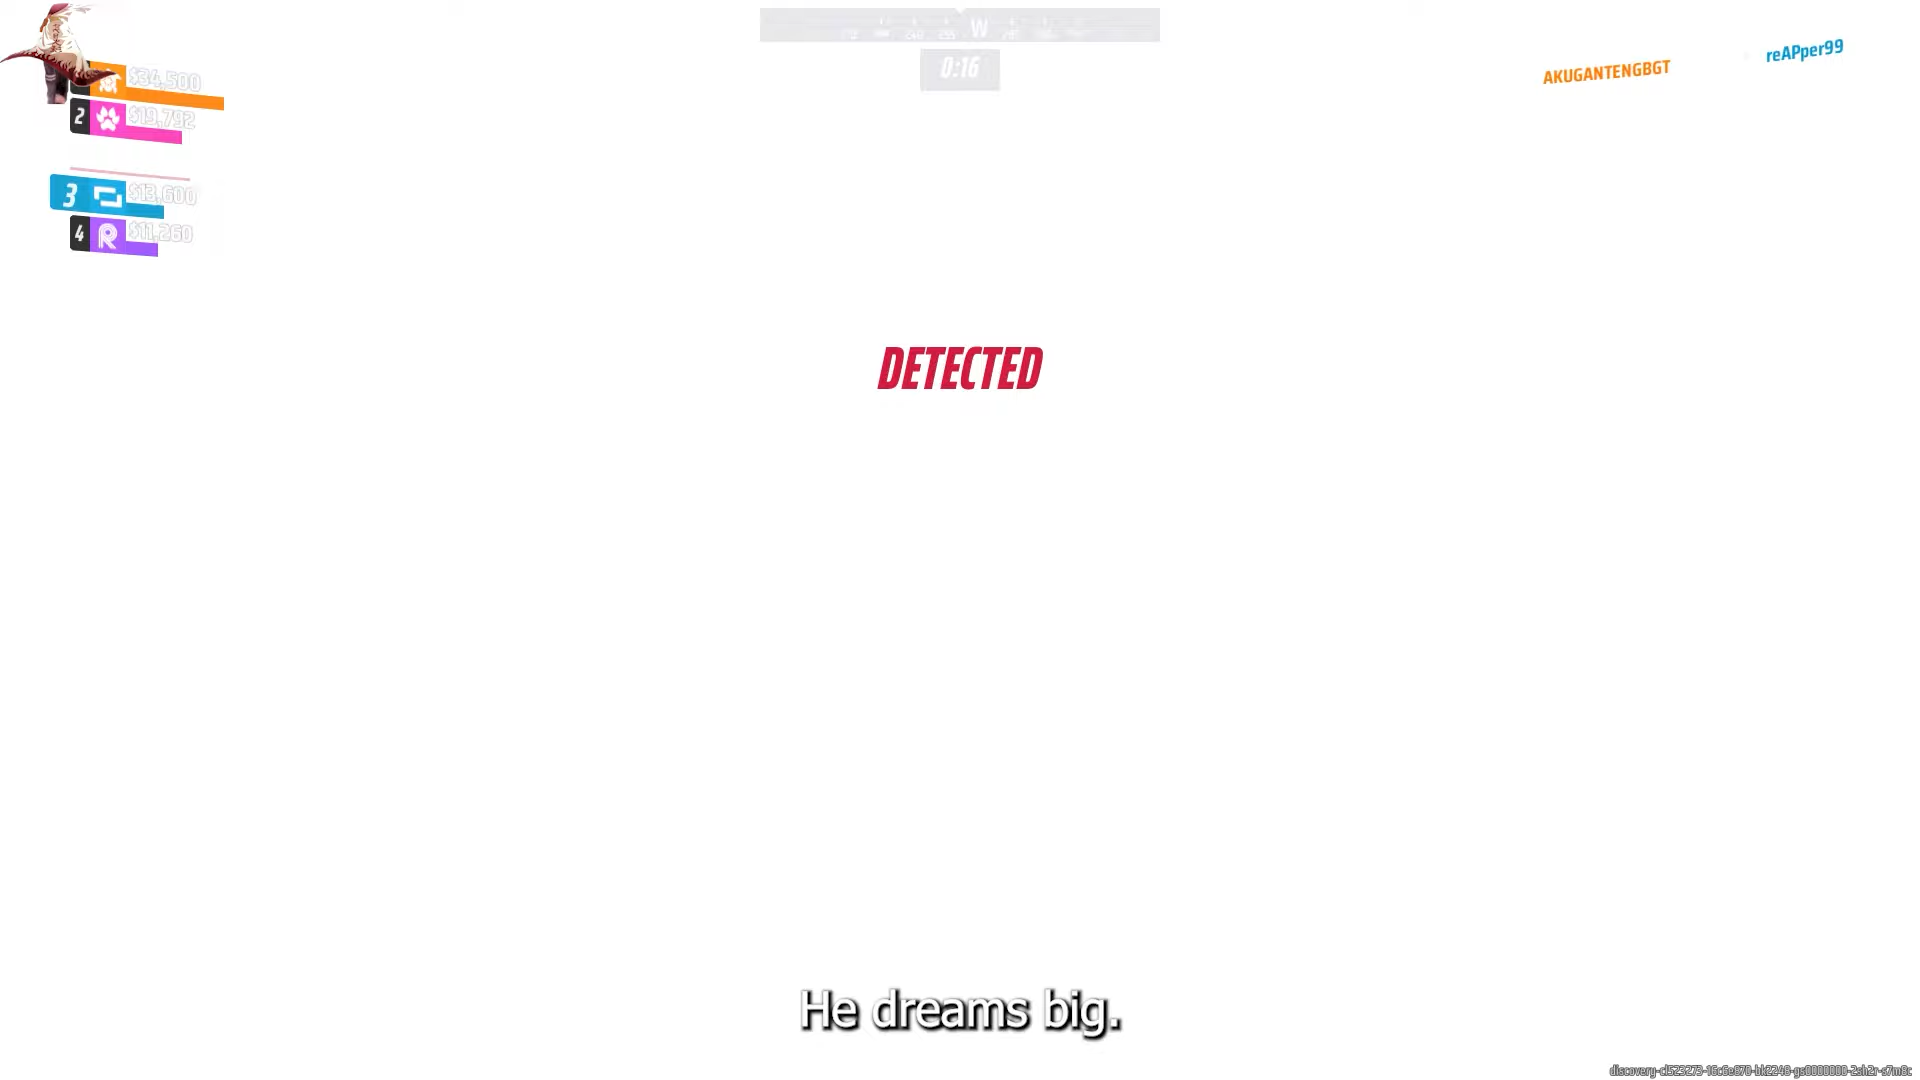 W
0:16
AKUGANTENGBGT
reAPper99
$34,500
2 $19,792
3 $13,600
4 R $11,260
DETECTED
He dreams big.